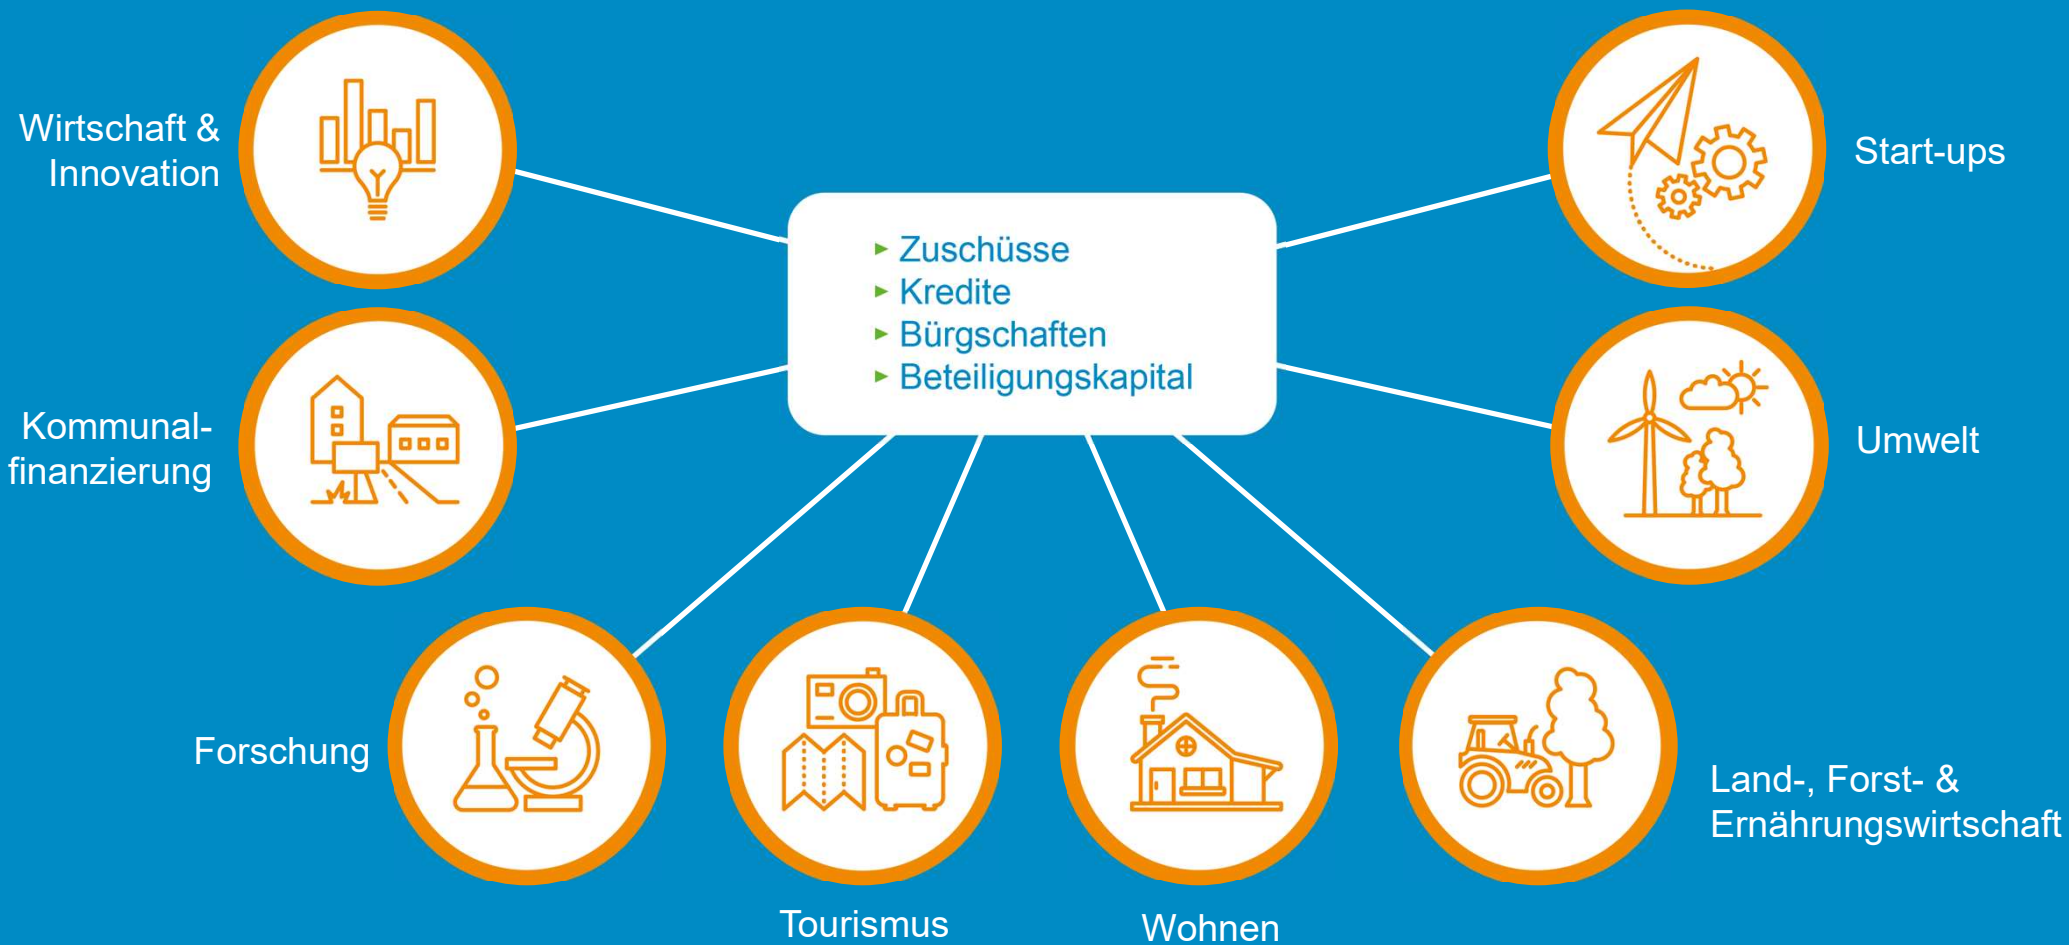 Wirtschaft &
Innovation
Start-ups
► Zuschüsse
► Kredite
► Bürgschaften
► Beteiligungskapital
Kommunal-
finanzierung
Umwelt
Forschung
Land-, Forst- &
Ernährungswirtschaft
Tourismus
Wohnen